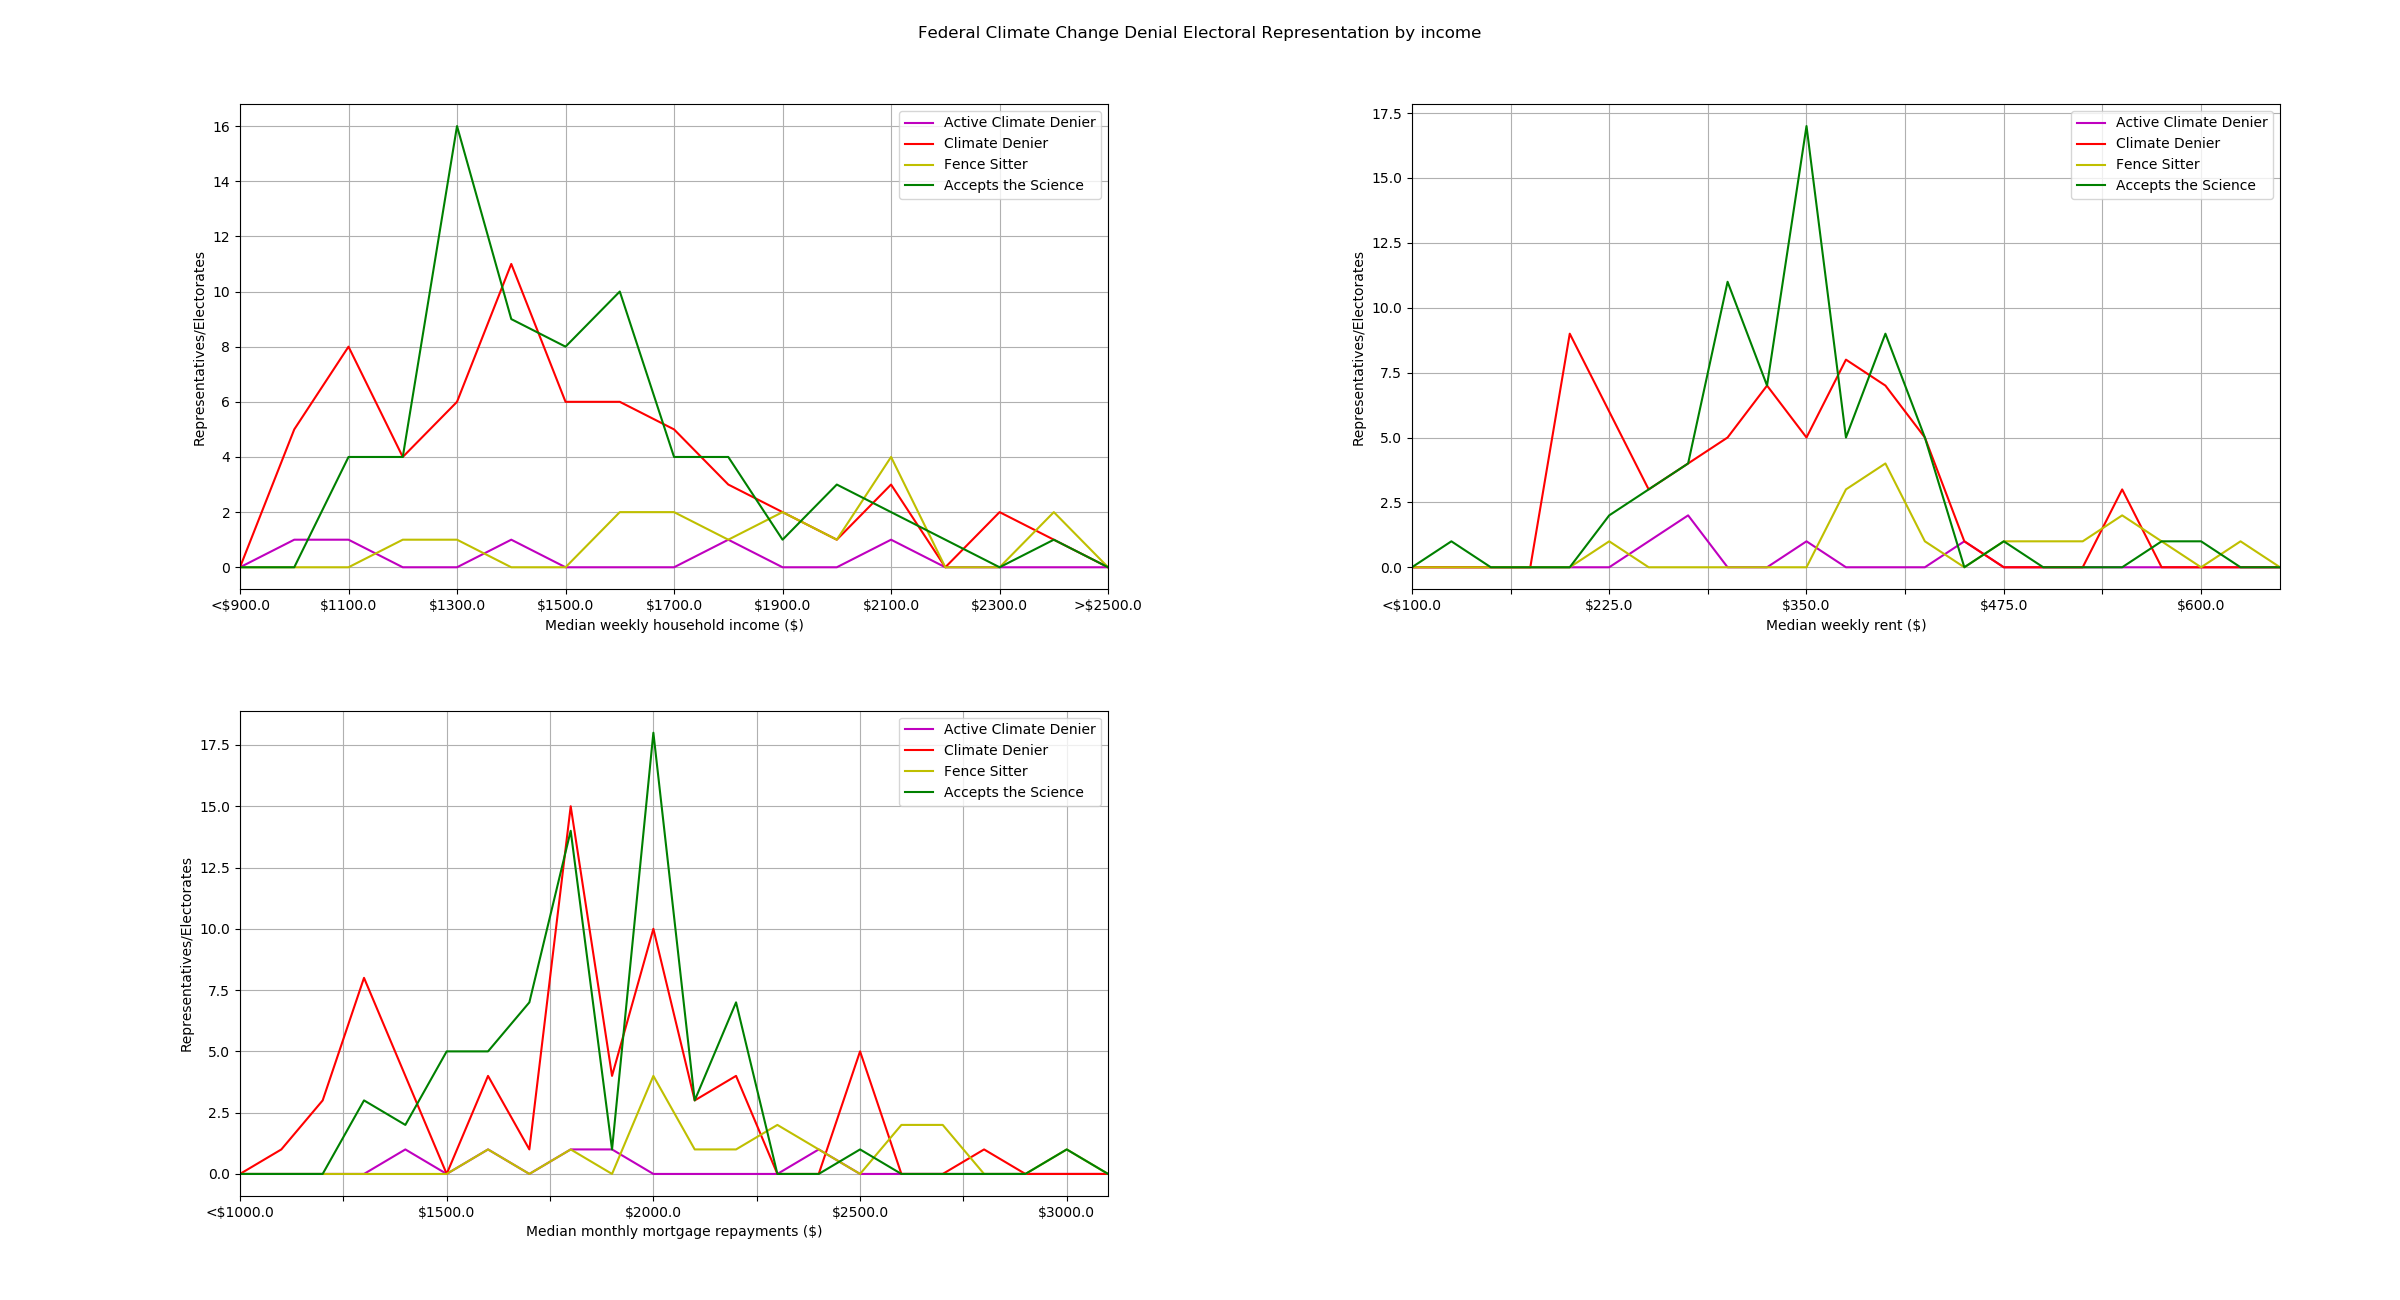 Federal Climate Change Denial Electoral Representation by income
Representatives/Electorates
16
14
12
10
8
6
4
2
0
Active Climate Denier
Climate Denier
Fence Sitter
Accepts the Science
<$900.0 $1100.0 $1300.0 $1500.0 $1700.0 $1900.0 $2100.0 $2300.0 >$2500.0
Median weekly household income ($)
Representatives/Electorates
17.5
15.0
12.5
10.0
7.5
5.0
2.5
0.0
Active Climate Denier
Climate Denier
Fence Sitter
Accepts the Science
<$100.0 $225.0 $350.0 $475.0 $600.0
Median weekly rent ($)
Representatives/Electorates
17.5
15.0
12.5
10.0
7.5
5.0
2.5
0.0
Active Climate Denier
Climate Denier
Fence Sitter
Accepts the Science
<$1000.0 $1500.0 $2000.0 $2500.0 $3000.0
Median monthly mortgage repayments ($)